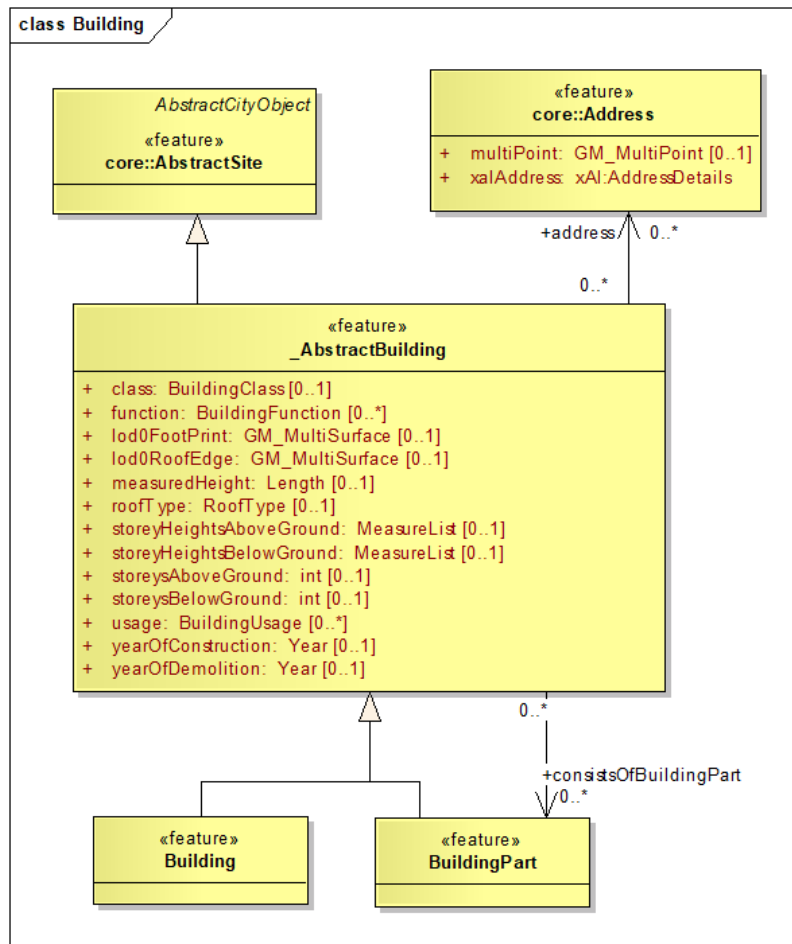 class Building
AbstractCityObject
«feature»
core::AbstractSite
«feature»
core::Address
+ multiPoint: GM_MultiPoint [0..1]
+ xalAddress: xAl:AddressDetails
+address 0..*
0..*
«feature»
_AbstractBuilding
+ class: BuildingClass [0..1]
+ function: BuildingFunction [0..*]
+ lod0FootPrint: GM_MultiSurface [0..1]
+ lod0RoofEdge: GM_MultiSurface [0..1]
+ measuredHeight: Length [0..1]
+ roofType: RoofType [0..1]
+ storeyHeightsAboveGround: MeasureList [0..1]
+ storeyHeightsBelowGround: MeasureList [0..1]
+ storeysAboveGround: int [0..1]
+ storeysBelowGround: int [0..1]
+ usage: BuildingUsage [0..*]
+ yearOfConstruction: Year [0..1]
+ yearOfDemolition: Year [0..1]
0..*
+consistsOfBuildingPart
0..*
«feature»
Building
«feature»
BuildingPart